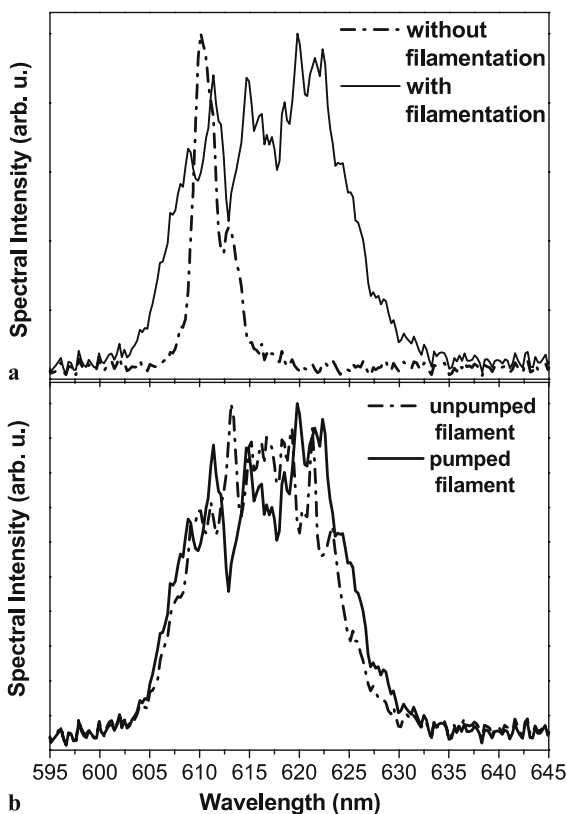 without
filamentation
with
filamentation
Spectral Intensity (arb. u.)
a
unpumped
filament
pumped
filament
Spectral Intensity (arb. u.)
595 600 605 610 615 620 625 630 635 640 645
b
Wavelength (nm)